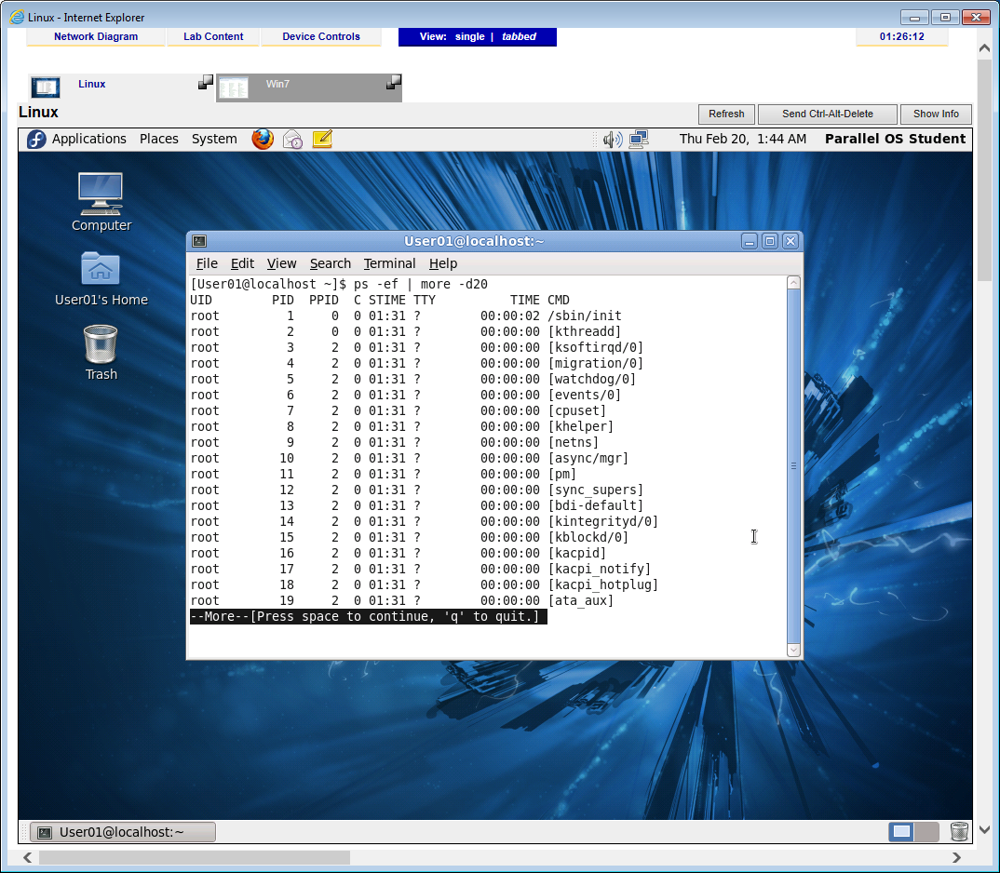 Linux - Internet Explorer
Network Diagram Lab Content Device Controls View: single | tabbed 01:26:12
Linux Win7
Linux Refresh Send Ctrl-Alt-Delete Show Info
Applications Places System Thu Feb 20, 1:44 AM Parallel OS Student
Computer
User01's Home
Trash
User01@localhost:~
File Edit View Search Terminal Help
[User01@localhost ~]$ ps -ef | more -d20
UID PID PPID C STIME TTY TIME CMD
root 1 0 0 01:31 ? 00:00:02 /sbin/init
root 2 0 0 01:31 ? 00:00:00 [kthreadd]
root 3 2 0 01:31 ? 00:00:00 [ksoftirqd/0]
root 4 2 0 01:31 ? 00:00:00 [migration/0]
root 5 2 0 01:31 ? 00:00:00 [watchdog/0]
root 6 2 0 01:31 ? 00:00:00 [events/0]
root 7 2 0 01:31 ? 00:00:00 [cpuset]
root 8 2 0 01:31 ? 00:00:00 [khelper]
root 9 2 0 01:31 ? 00:00:00 [netns]
root 10 2 0 01:31 ? 00:00:00 [async/mgr]
root 11 2 0 01:31 ? 00:00:00 [pm]
root 12 2 0 01:31 ? 00:00:00 [sync_supers]
root 13 2 0 01:31 ? 00:00:00 [bdi-default]
root 14 2 0 01:31 ? 00:00:00 [kintegrityd/0]
root 15 2 0 01:31 ? 00:00:00 [kblockd/0]
root 16 2 0 01:31 ? 00:00:00 [kacpid]
root 17 2 0 01:31 ? 00:00:00 [kacpi_notify]
root 18 2 0 01:31 ? 00:00:00 [kacpi_hotplug]
root 19 2 0 01:31 ? 00:00:00 [ata_aux]
--More--[Press space to continue, 'q' to quit.]
User01@localhost:~